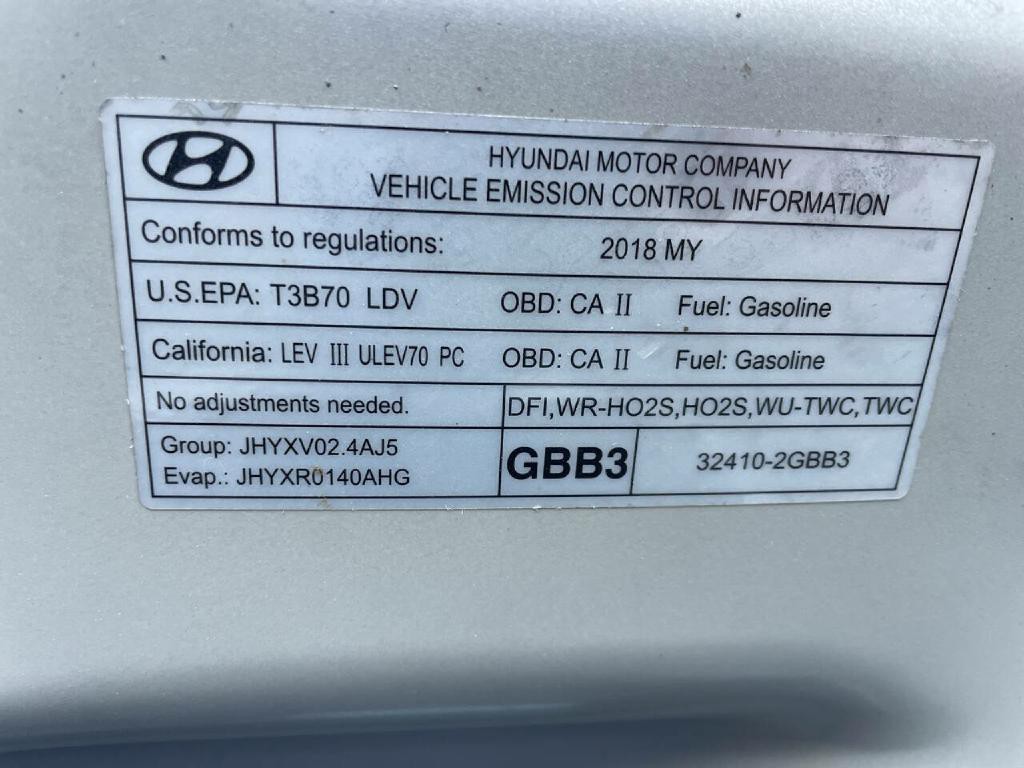 HYUNDAI MOTOR COMPANY
VEHICLE EMISSION CONTROL INFORMATION
Conforms to regulations: 2018 MY
U.S.EPA: T3B70 LDV OBD: CA II Fuel: Gasoline
California: LEV III ULEV70 PC OBD: CA II Fuel: Gasoline
No adjustments needed. DFI,WR-HO2S,HO2S,WU-TWC,TWC
Group: JHYXV02.4AJ5
Evap.: JHYXR0140AHG
GBB3 32410-2GBB3